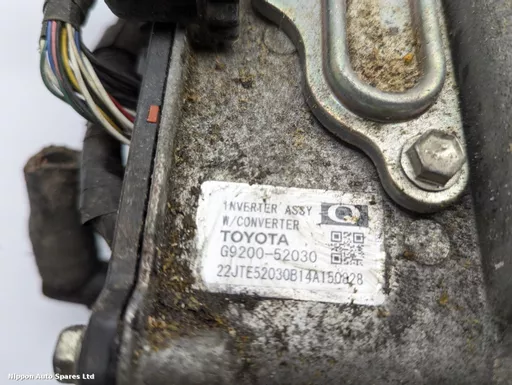 INVERTER ASSY Q
W/CONVERTER
TOYOTA
G9200-52030
22JTE52030B14A150828
Nippon Auto Spares Ltd